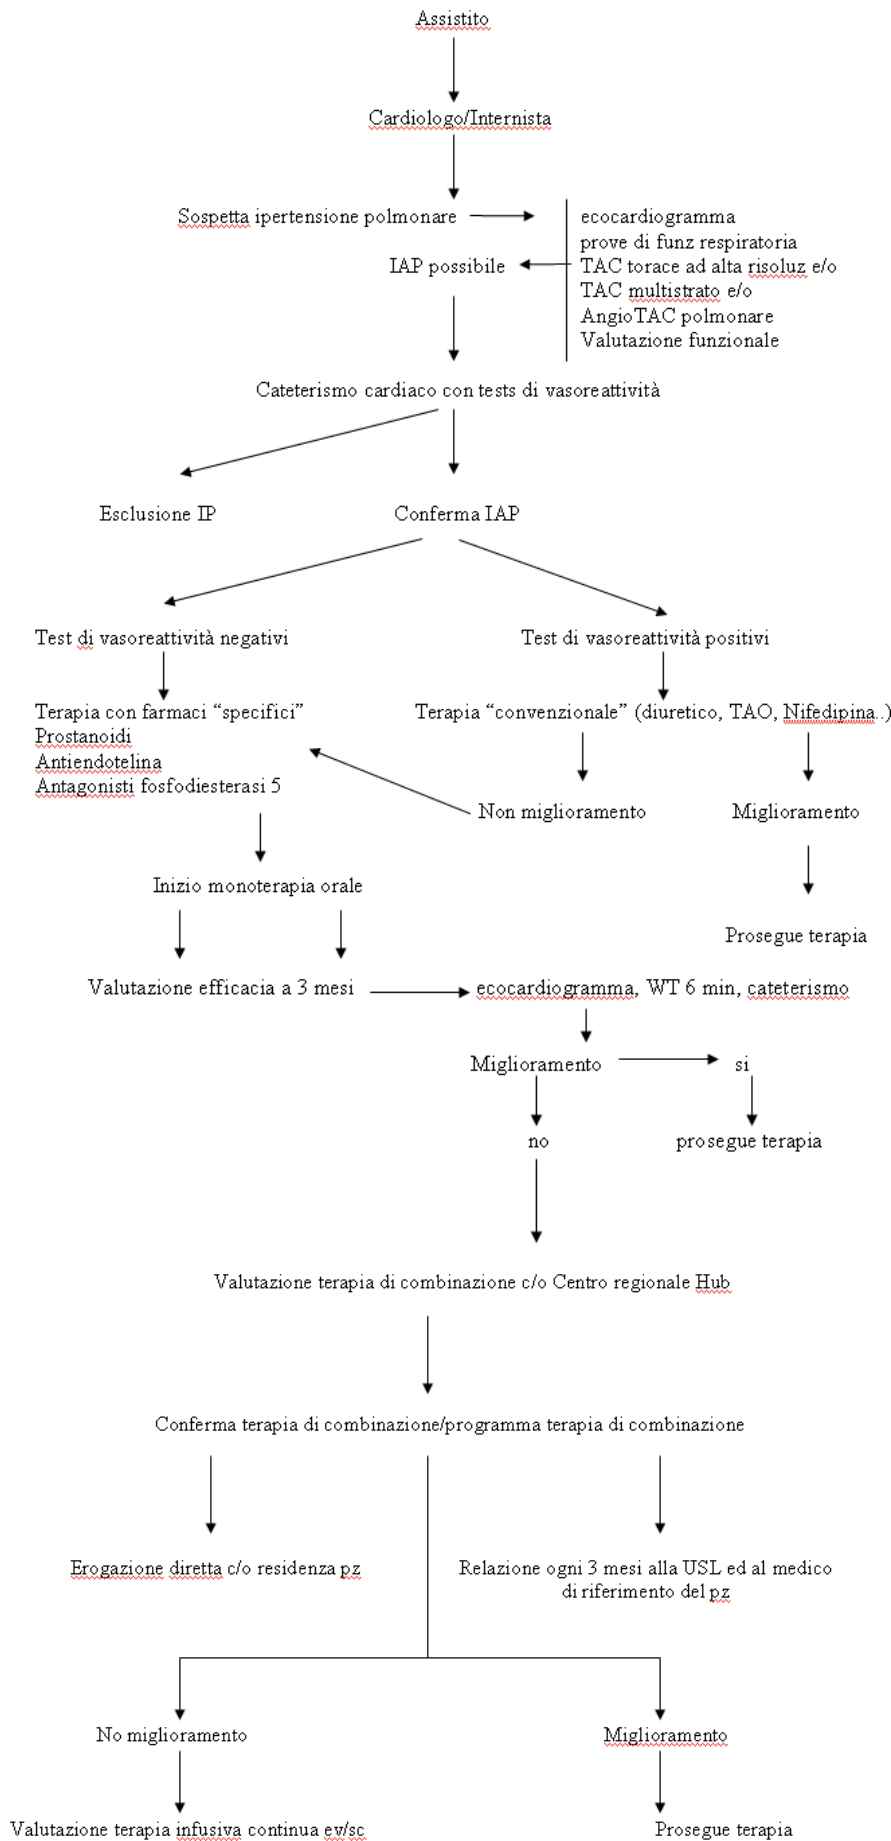 Assistito
Cardiologo/Internista
Sospetta ipertensione polmonare
ecocardiogramma
prove di funz respiratoria
IAP possibile
TAC torace ad alta risoluz e/o
TAC multistrato e/o
AngioTAC polmonare
Valutazione funzionale
Cateterismo cardiaco con tests di vasoreattività
Esclusione IP
Conferma IAP
Test di vasoreattività negativi
Test di vasoreattività positivi
Terapia con farmaci “specifici”
Prostanoidi
Antiendotelina
Antagonisti fosfodiesterasi 5
Terapia “convenzionale” (diuretico, TAO, Nifedipina..)
Non miglioramento
Miglioramento
Inizio monoterapia orale
Prosegue terapia
Valutazione efficacia a 3 mesi
ecocardiogramma, WT 6 min, cateterismo
Miglioramento
si
no
prosegue terapia
Valutazione terapia di combinazione c/o Centro regionale Hub
Conferma terapia di combinazione/programma terapia di combinazione
Erogazione diretta c/o residenza pz
Relazione ogni 3 mesi alla USL ed al medico
di riferimento del pz
No miglioramento
Miglioramento
Valutazione terapia infusiva continua ev/sc
Prosegue terapia